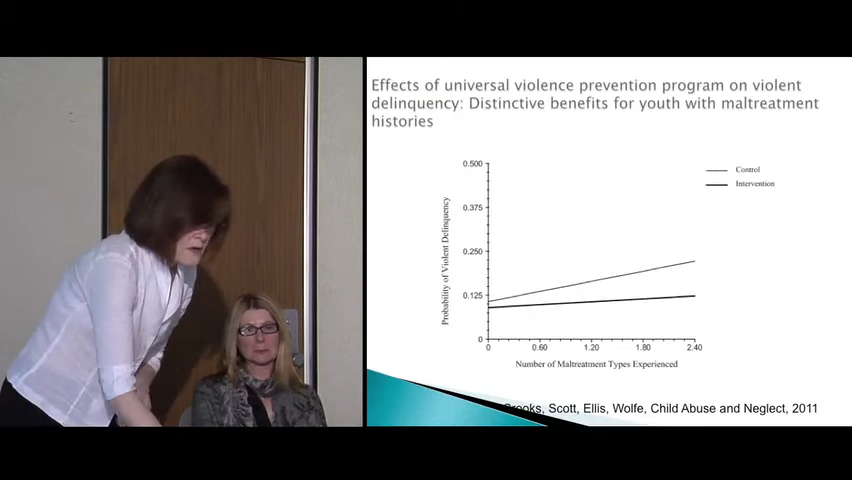 Effects of universal violence prevention program on violent
delinquency: Distinctive benefits for youth with maltreatment
histories
Control
Intervention
Probability of Violent Delinquency
0.500
0.375
0.250
0.125
0
0 0.60 1.20 1.80 2.40
Number of Maltreatment Types Experienced
Crooks, Scott, Ellis, Wolfe, Child Abuse and Neglect, 2011